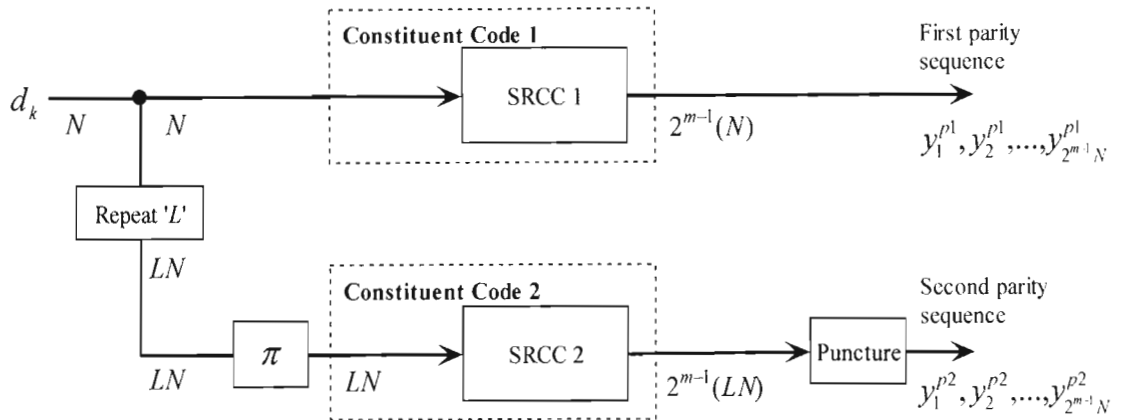 Constituent Code 1
First parity
sequence
SRCC 1
d_k
N
N
2^{m-1}(N)
y_1^{p1}, y_2^{p1},...,y_{2^{m-1}N}^{p1}
Repeat 'L'
LN
Constituent Code 2
Second parity
sequence
SRCC 2
π
Puncture
LN
LN
2^{m-1}(LN)
y_1^{p2}, y_2^{p2},...,y_{2^{m-1}N}^{p2}